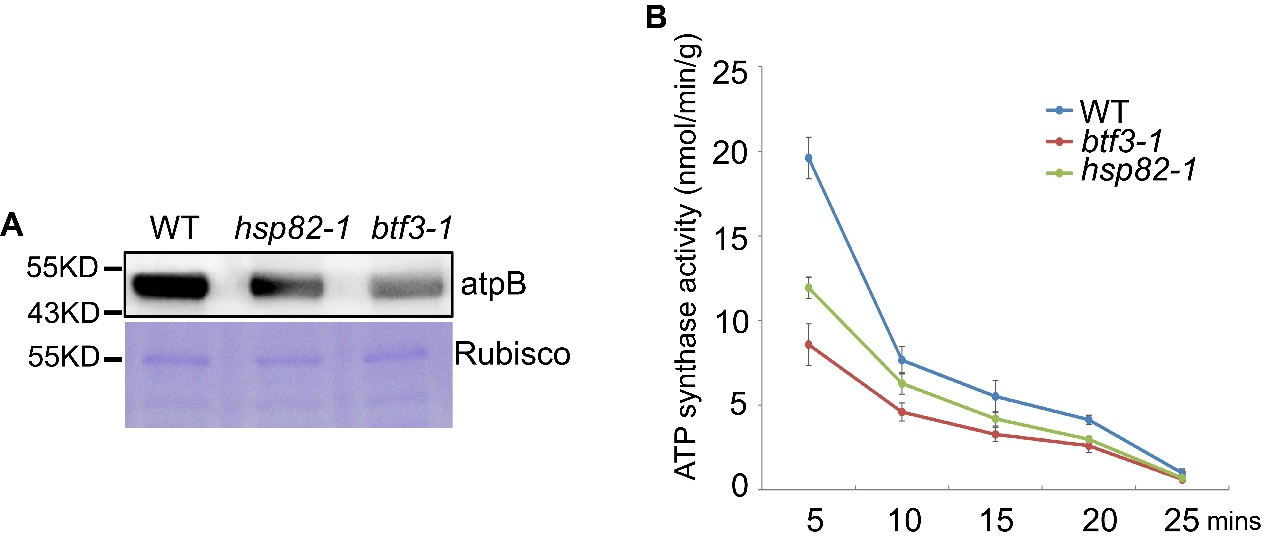 A
WT hsp82-1 btf3-1
55KD
atpB
43KD
55KD
Rubisco
B
ATP synthase activity (nmol/min/g)
25
20
15
10
5
0
WT
btf3-1
hsp82-1
5 10 15 20 25 mins